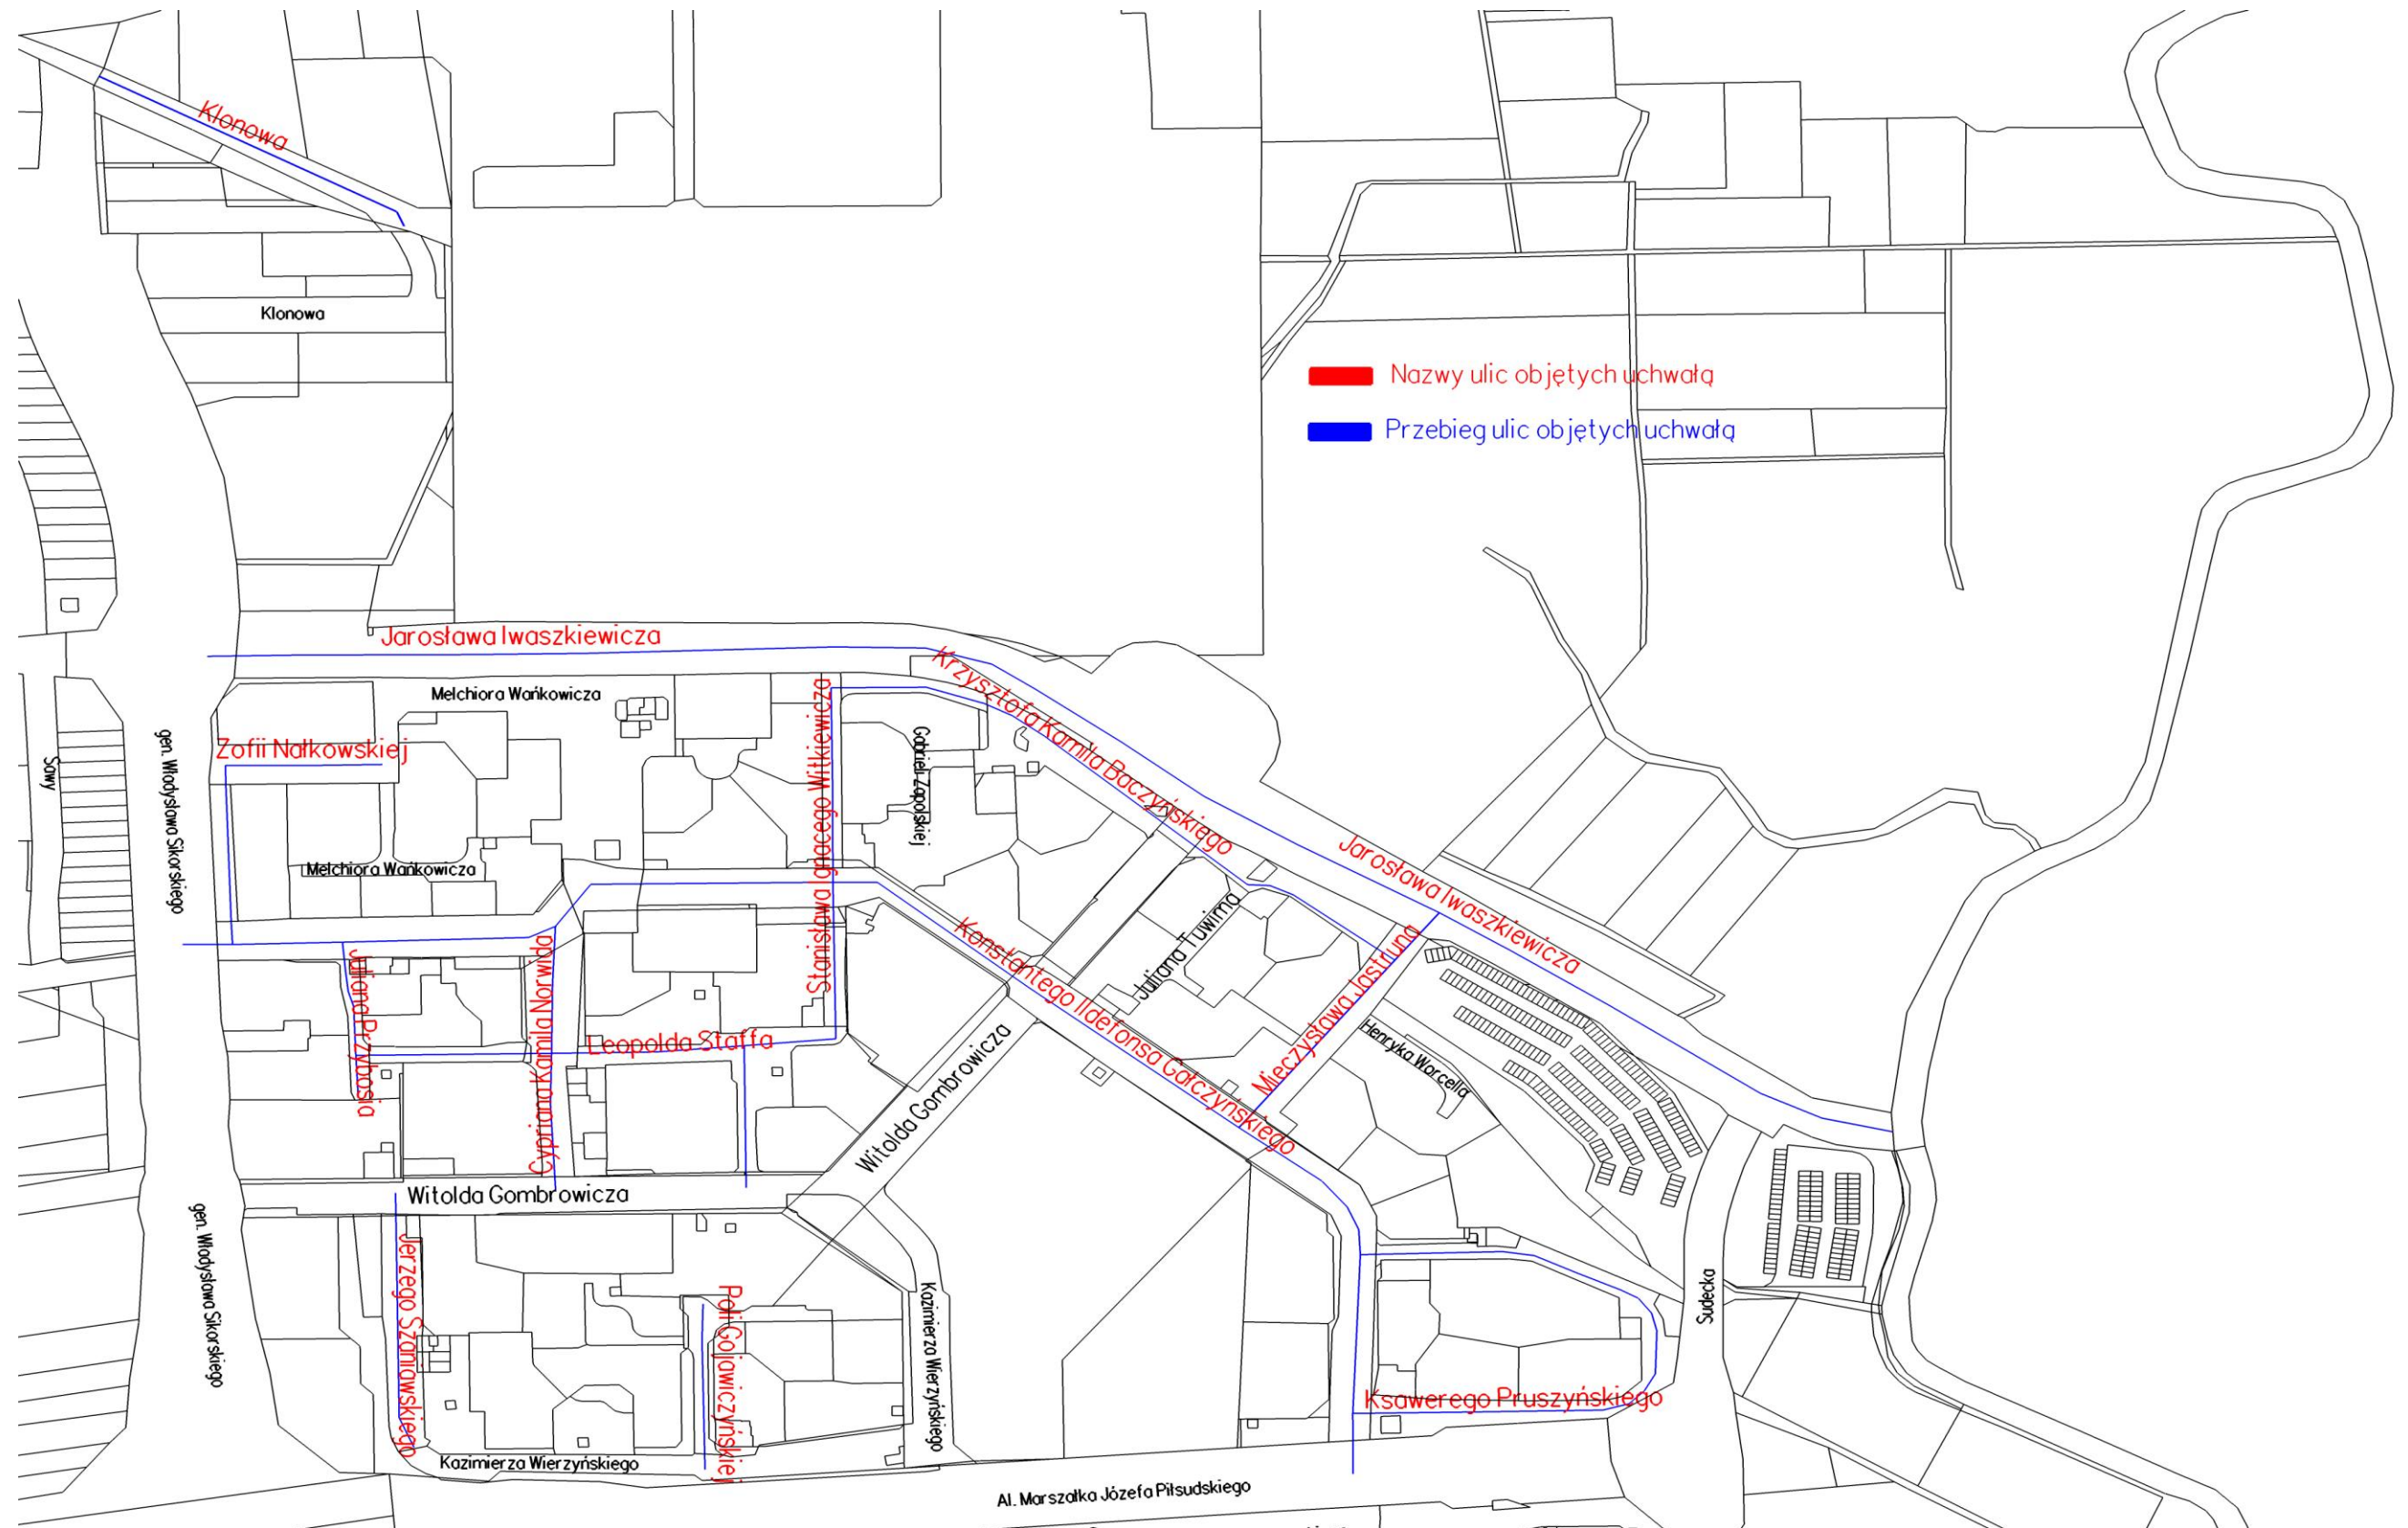 Klonowa
Klonowa
Nazwy ulic objętych uchwałą
Przebieg ulic objętych uchwałą
Jarosława Iwaszkiewicza
Krzysztofa Kamila Baczyńskiego
Melchiora Wańkowicza
Stanisława Ignacego Witkiewicza
Gabrieli Zapolskiej
gen. Władysława Sikorskiego
Sowy
Zofii Nałkowskiej
Melchiora Wańkowicza
Jarosława Iwaszkiewicza
Konstantego Ildefonsa Gałczyńskiego
Juliana Tuwima
Mieczysława Jastruna
Henryka Worcella
Juliana Przybosia
Cypriana Kamila Norwida
Leopolda Staffa
Witolda Gombrowicza
Witolda Gombrowicza
gen. Władysława Sikorskiego
Jerzego Szaniawskiego
Poli Gojawiczyńskiej
Kazimierza Wierzyńskiego
Sudecka
Ksawerego Pruszyńskiego
Kazimierza Wierzyńskiego
Al. Marszałka Józefa Piłsudskiego